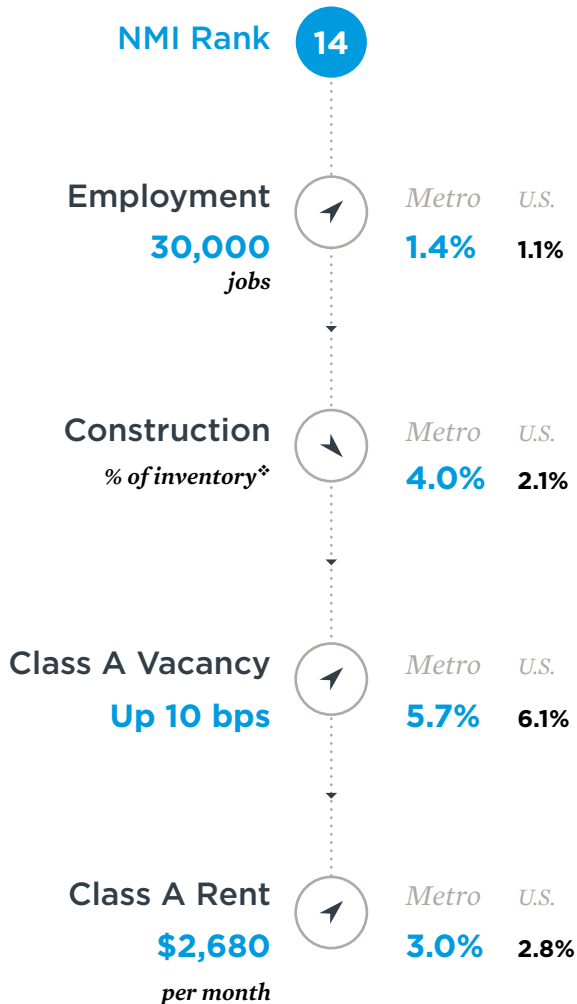 NMI Rank 14
Employment Metro U.S.
30,000 1.4% 1.1%
jobs
Construction Metro U.S.
% of inventory❖ 4.0% 2.1%
Class A Vacancy Metro U.S.
Up 10 bps 5.7% 6.1%
Class A Rent Metro U.S.
$2,680 3.0% 2.8%
per month